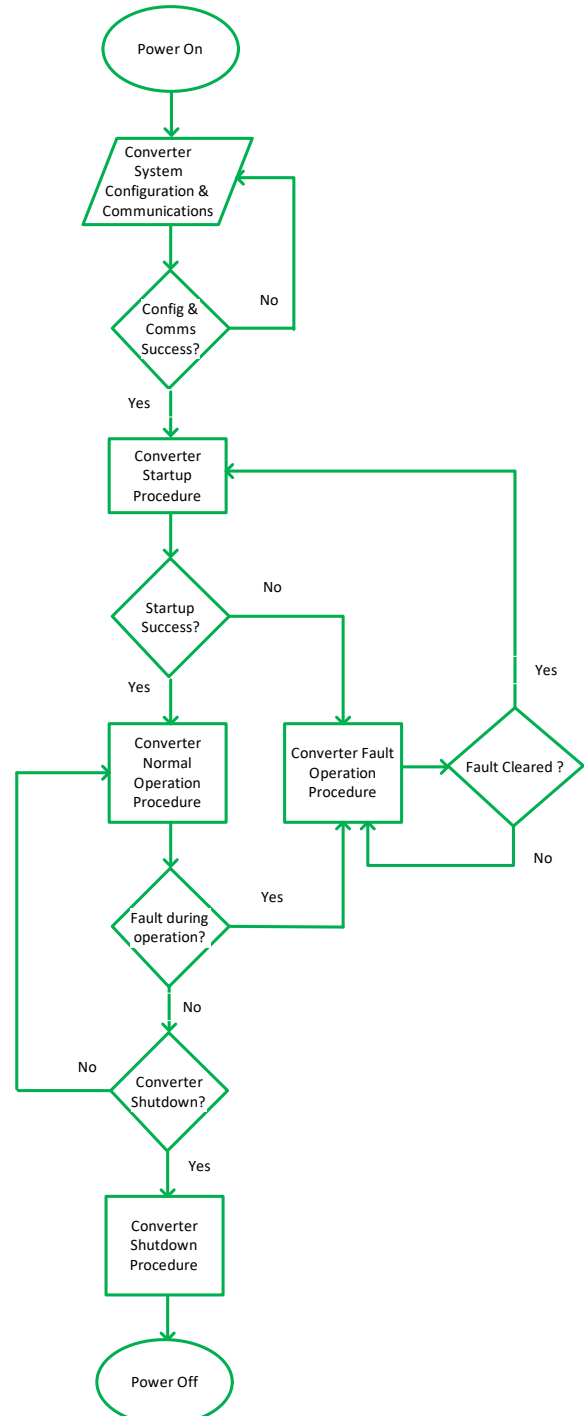 Power On
Converter
System
Configuration &
Communications
No
Config &
Comms
Success?
Yes
Converter
Startup
Procedure
No
Startup
Success?
Yes
Yes
Converter
Normal
Operation
Procedure
Converter Fault
Operation
Procedure
Fault Cleared ?
No
Yes
Fault during
operation?
No
No
Converter
Shutdown?
Yes
Converter
Shutdown
Procedure
Power Off